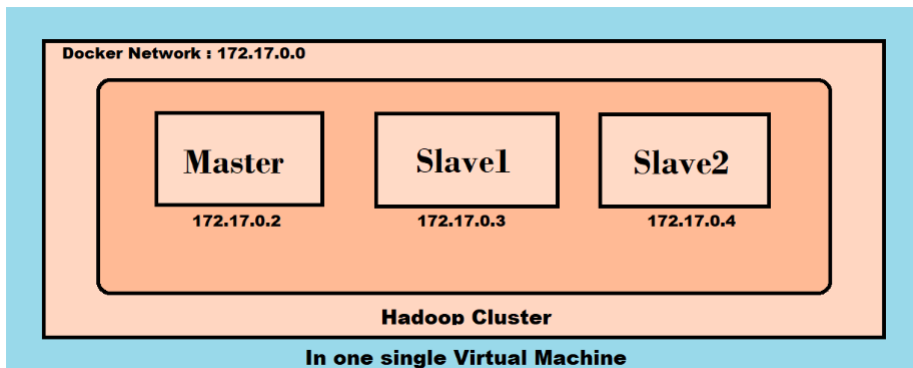 Docker Network : 172.17.0.0
Master
Slave1
Slave2
172.17.0.2
172.17.0.3
172.17.0.4
Hadoop Cluster
In one single Virtual Machine